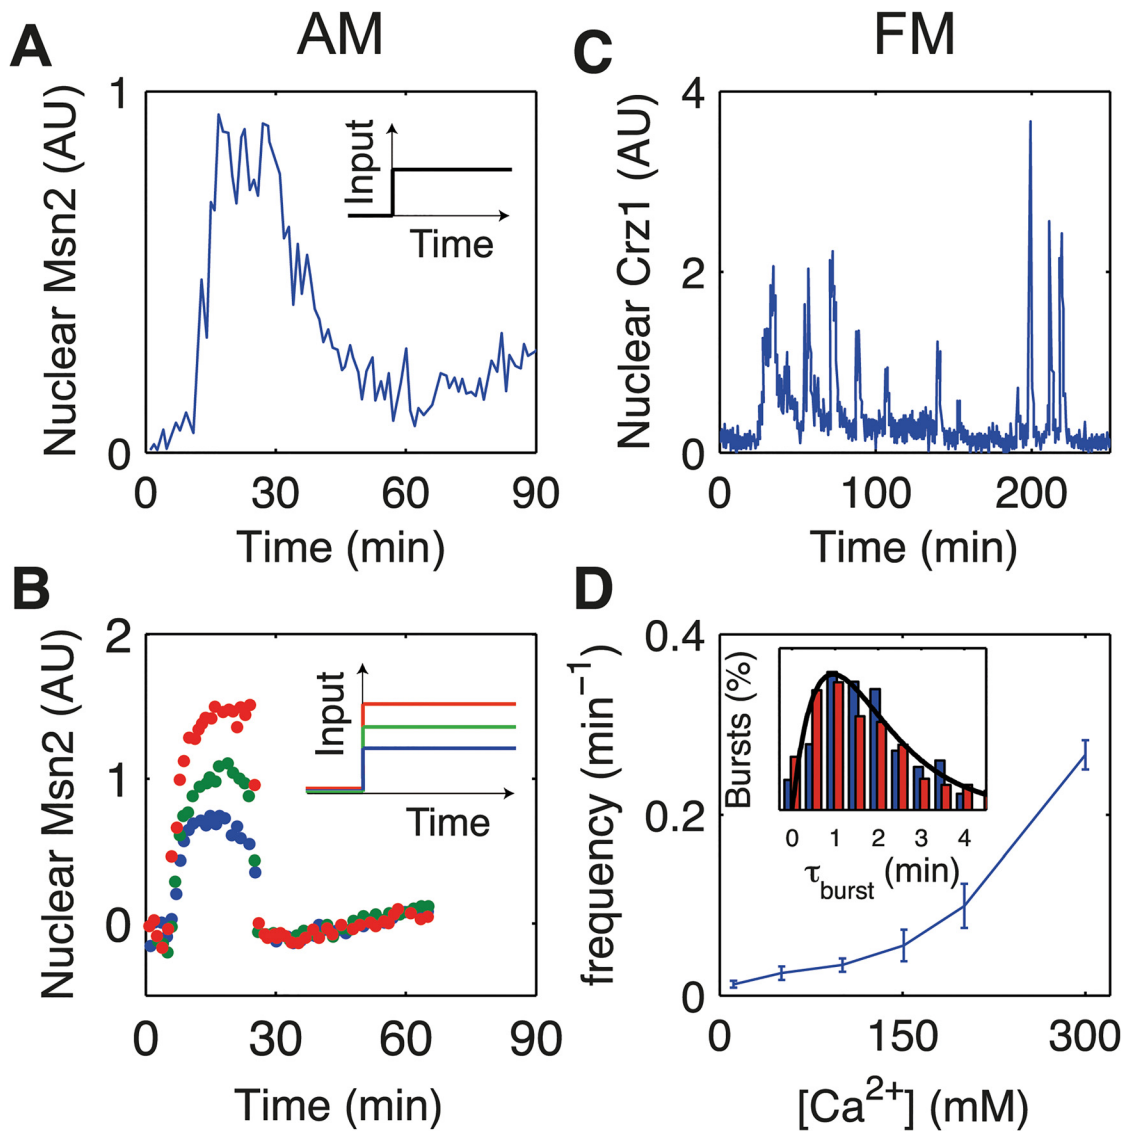 A
AM
Nuclear Msn2 (AU)
1
0
Input
Time
0
30
60
90
Time (min)
C
FM
Nuclear Crz1 (AU)
4
2
0
0
100
200
Time (min)
B
Nuclear Msn2 (AU)
2
1
0
Input
Time
0
30
60
90
Time (min)
D
frequency (min⁻¹)
0.4
0.2
0
Bursts (%)
0
1
2
3
4
τburst (min)
0
150
300
[Ca²⁺] (mM)